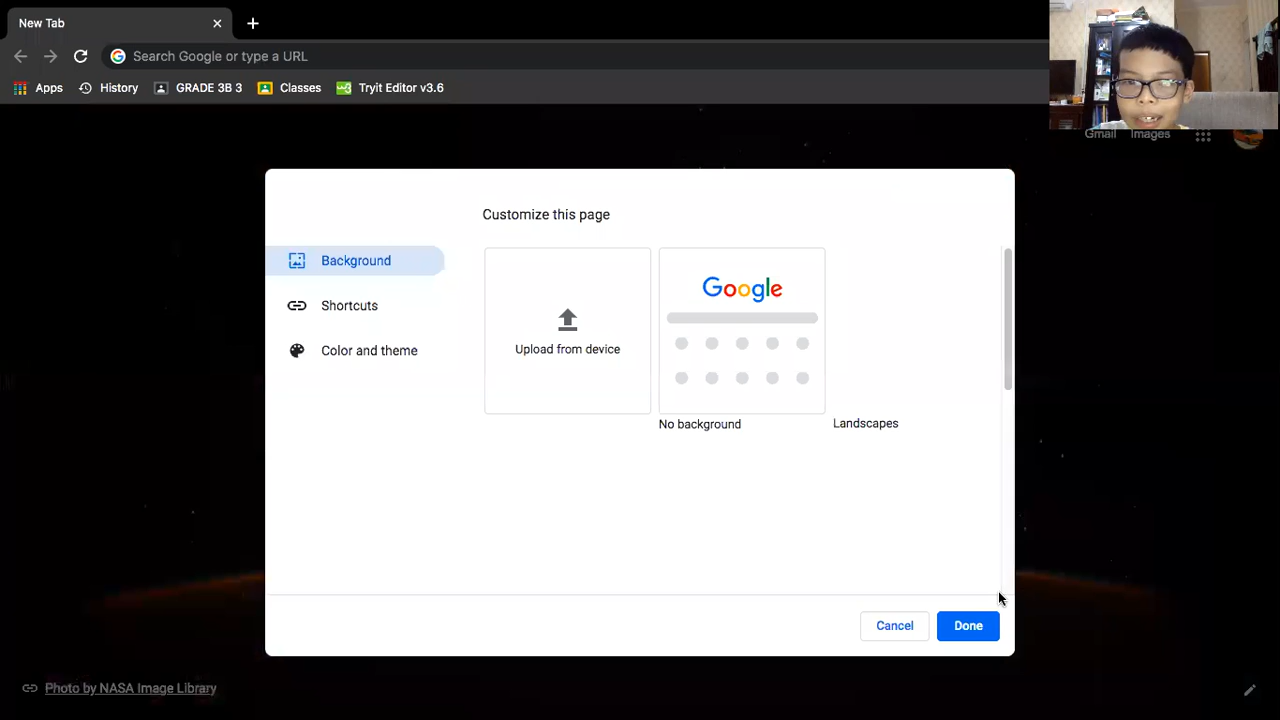 New Tab
Search Google or type a URL
Apps
History
GRADE 3B 3
Classes
Tryit Editor v3.6
Gmail
Images
Customize this page
Background
Shortcuts
Color and theme
Upload from device
Google
No background
Landscapes
Cancel
Done
Photo by NASA Image Library